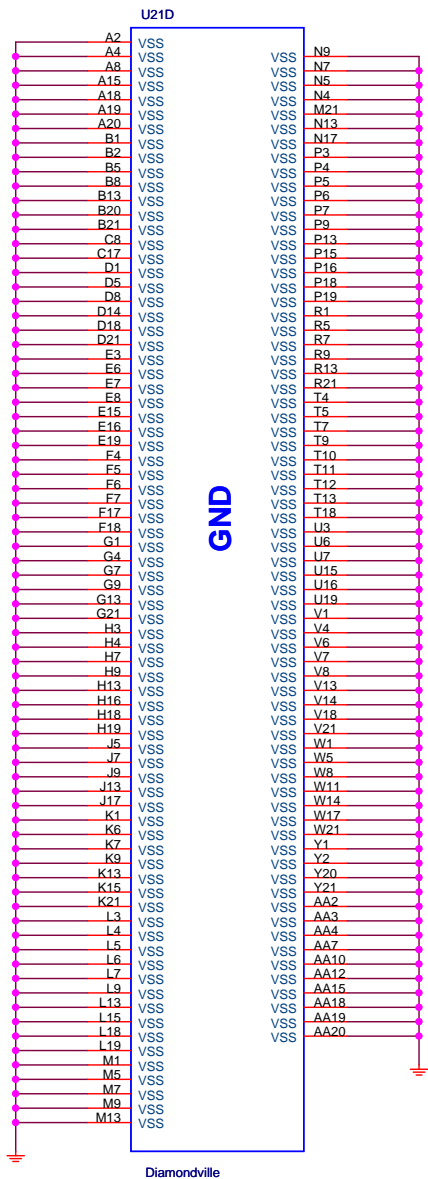 U21D
A2 VSS
A4 VSS VSS N9
A8 VSS VSS N7
A15 VSS VSS N5
A18 VSS VSS N4
A19 VSS VSS M21
A20 VSS VSS N13
B1 VSS VSS N17
B2 VSS VSS P3
B5 VSS VSS P4
B8 VSS VSS P5
B13 VSS VSS P6
B20 VSS VSS P7
B21 VSS VSS P9
C8 VSS VSS P13
C17 VSS VSS P15
D1 VSS VSS P16
D5 VSS VSS P18
D8 VSS VSS P19
D14 VSS VSS R1
D18 VSS VSS R5
D21 VSS VSS R7
E3 VSS VSS R9
E6 VSS VSS R13
E7 VSS VSS R21
E8 VSS VSS T4
E15 VSS VSS T5
E16 VSS VSS T7
E19 VSS VSS T9
F4 VSS VSS T10
F5 VSS VSS T11
F6 VSS VSS T12
F7 VSS VSS T13
F17 VSS VSS T18
F18 VSS VSS U3
G1 VSS VSS U6
G4 VSS VSS U7
G7 VSS VSS U15
G9 VSS VSS U16
G13 VSS VSS U19
G21 VSS VSS V1
H3 VSS VSS V4
H4 VSS VSS V6
H7 VSS VSS V7
H9 VSS VSS V8
H13 VSS VSS V13
H16 VSS VSS V14
H18 VSS VSS V18
H19 VSS VSS V21
J5 VSS VSS W1
J7 VSS VSS W5
J9 VSS VSS W8
J13 VSS VSS W11
J17 VSS VSS W14
K1 VSS VSS W17
K6 VSS VSS W21
K7 VSS VSS Y1
K9 VSS VSS Y2
K13 VSS VSS Y20
K15 VSS VSS Y21
K21 VSS VSS AA2
L3 VSS VSS AA3
L4 VSS VSS AA4
L5 VSS VSS AA7
L6 VSS VSS AA10
L7 VSS VSS AA12
L9 VSS VSS AA15
L13 VSS VSS AA18
L15 VSS VSS AA19
L18 VSS VSS AA20
L19 VSS
M1 VSS
M5 VSS
M7 VSS
M9 VSS
M13 VSS
GND
Diamondville